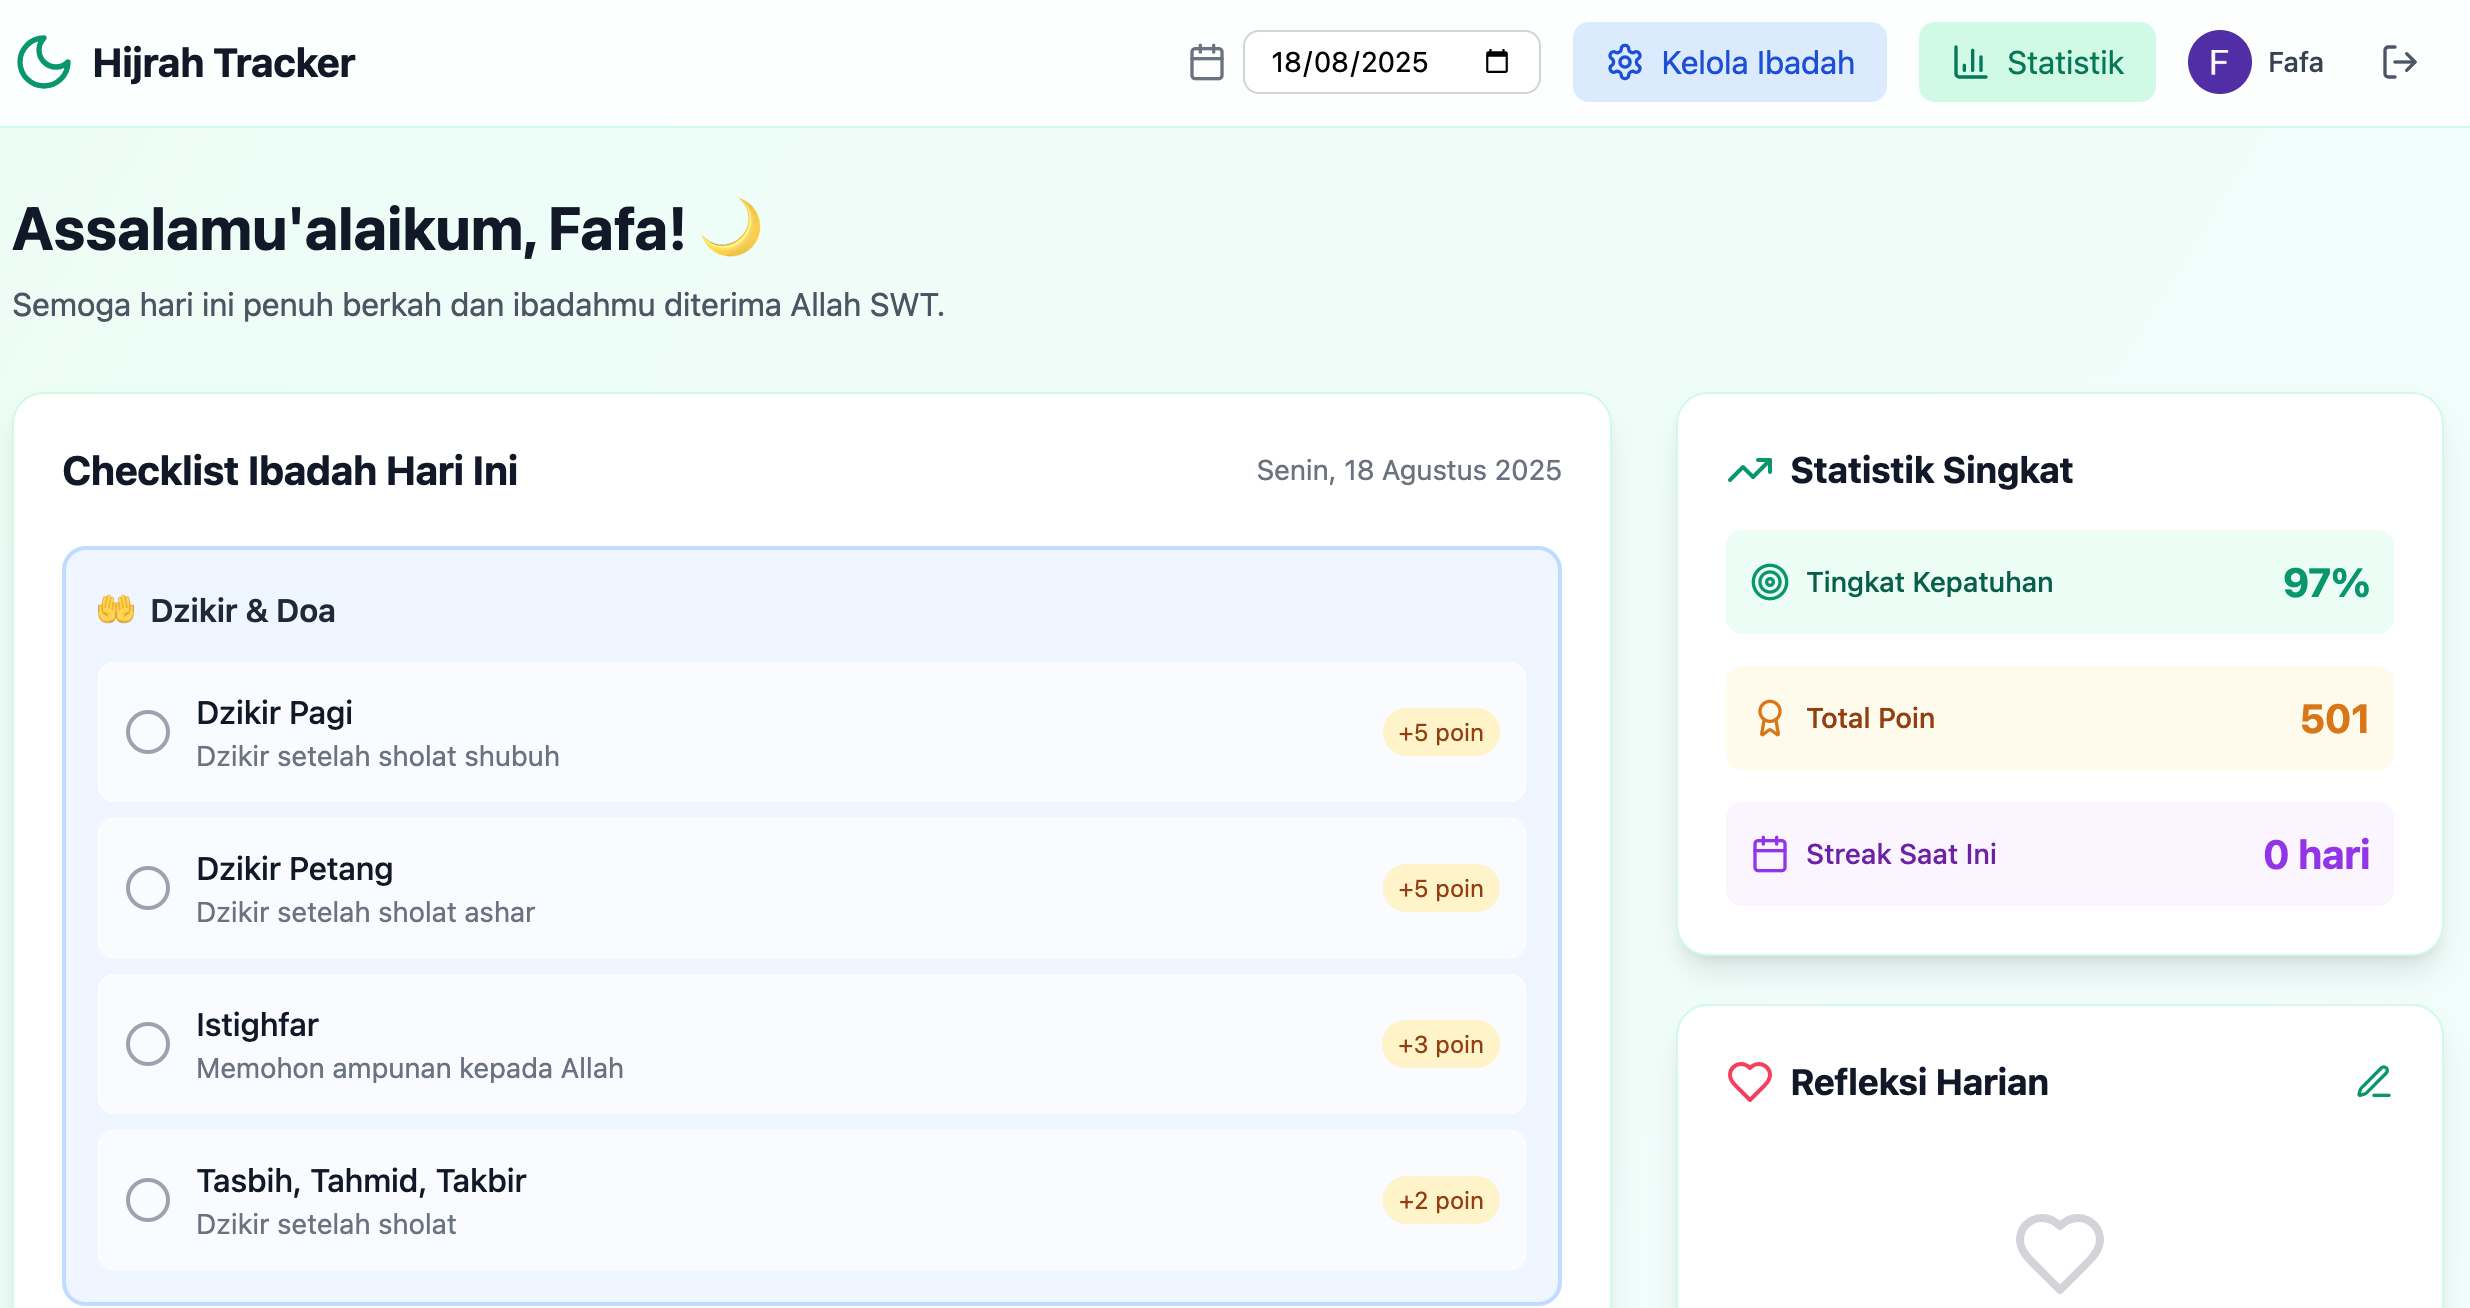 Hijrah Tracker
18/08/2025
Kelola Ibadah
Statistik
F
Fafa
Assalamu'alaikum, Fafa! 🌙
Semoga hari ini penuh berkah dan ibadahmu diterima Allah SWT.
Checklist Ibadah Hari Ini
Senin, 18 Agustus 2025
🤲 Dzikir & Doa
Dzikir Pagi
Dzikir setelah sholat shubuh
+5 poin
Dzikir Petang
Dzikir setelah sholat ashar
+5 poin
Istighfar
Memohon ampunan kepada Allah
+3 poin
Tasbih, Tahmid, Takbir
Dzikir setelah sholat
+2 poin
Statistik Singkat
Tingkat Kepatuhan
97%
Total Poin
501
Streak Saat Ini
0 hari
Refleksi Harian